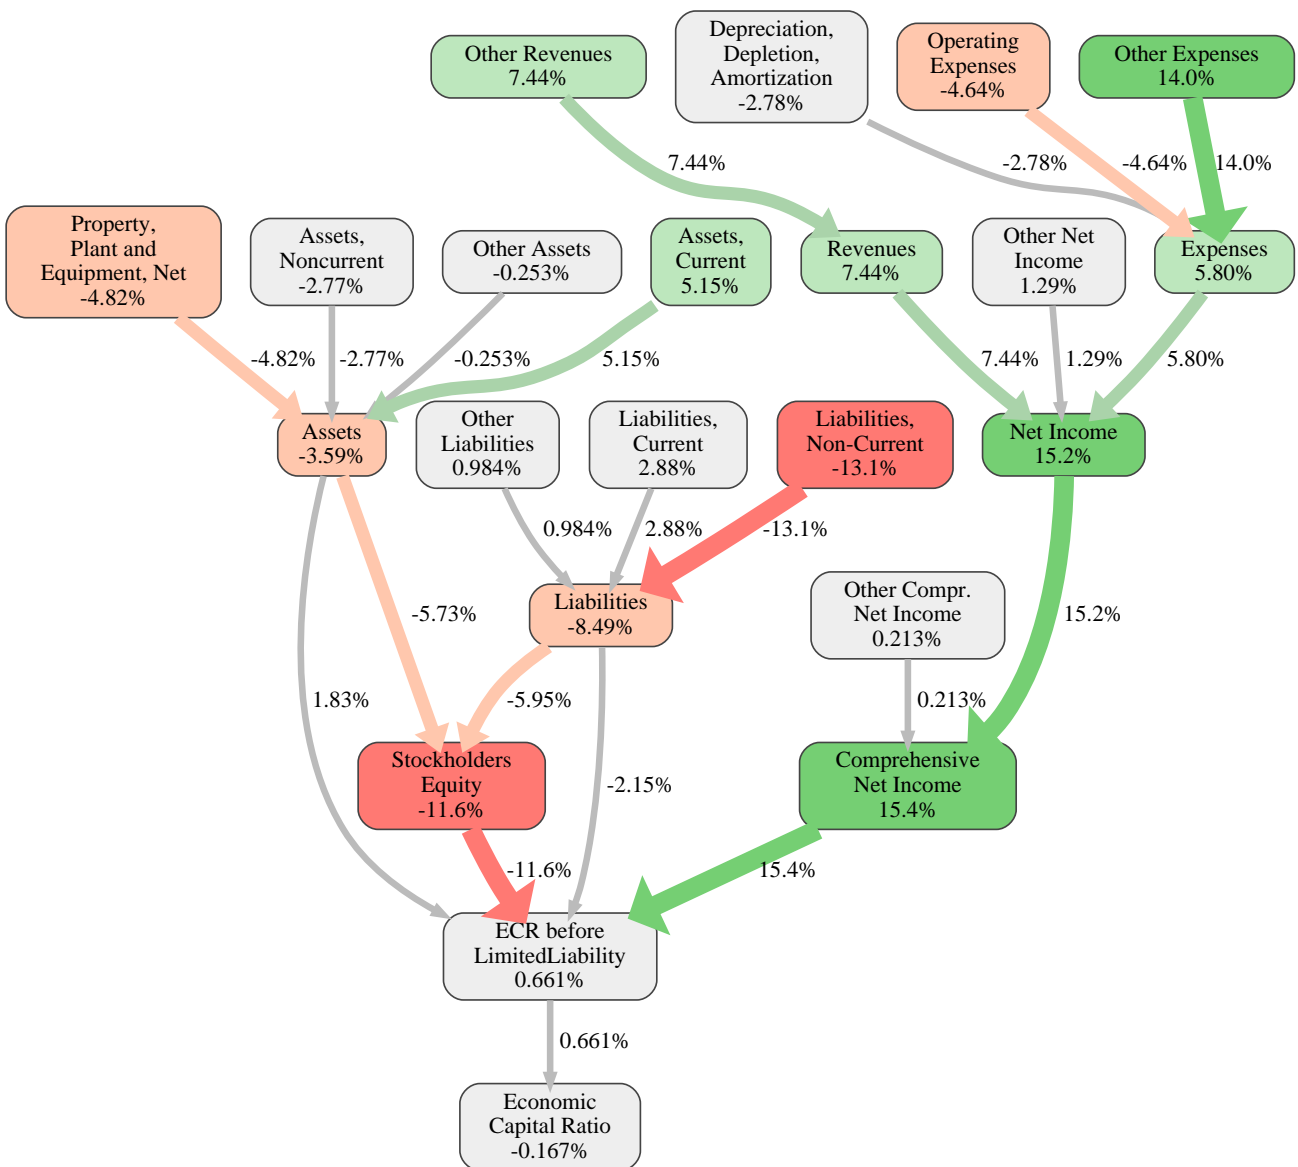 Other Revenues
7.44%
Depreciation,
Depletion,
Amortization
-2.78%
Operating
Expenses
-4.64%
Other Expenses
14.0%
7.44%
-2.78%
-4.64%
14.0%
Property,
Plant and
Equipment, Net
-4.82%
Assets,
Noncurrent
-2.77%
Other Assets
-0.253%
Assets,
Current
5.15%
Revenues
7.44%
Other Net
Income
1.29%
Expenses
5.80%
-4.82%
-2.77%
-0.253%
5.15%
7.44%
1.29%
5.80%
Assets
-3.59%
Other
Liabilities
0.984%
Liabilities,
Current
2.88%
Liabilities,
Non-Current
-13.1%
Net Income
15.2%
0.984%
2.88%
-13.1%
Liabilities
-8.49%
Other Compr.
Net Income
0.213%
-5.73%
15.2%
1.83%
-5.95%
0.213%
Stockholders
Equity
-11.6%
-2.15%
Comprehensive
Net Income
15.4%
-11.6%
15.4%
ECR before
LimitedLiability
0.661%
0.661%
Economic
Capital Ratio
-0.167%